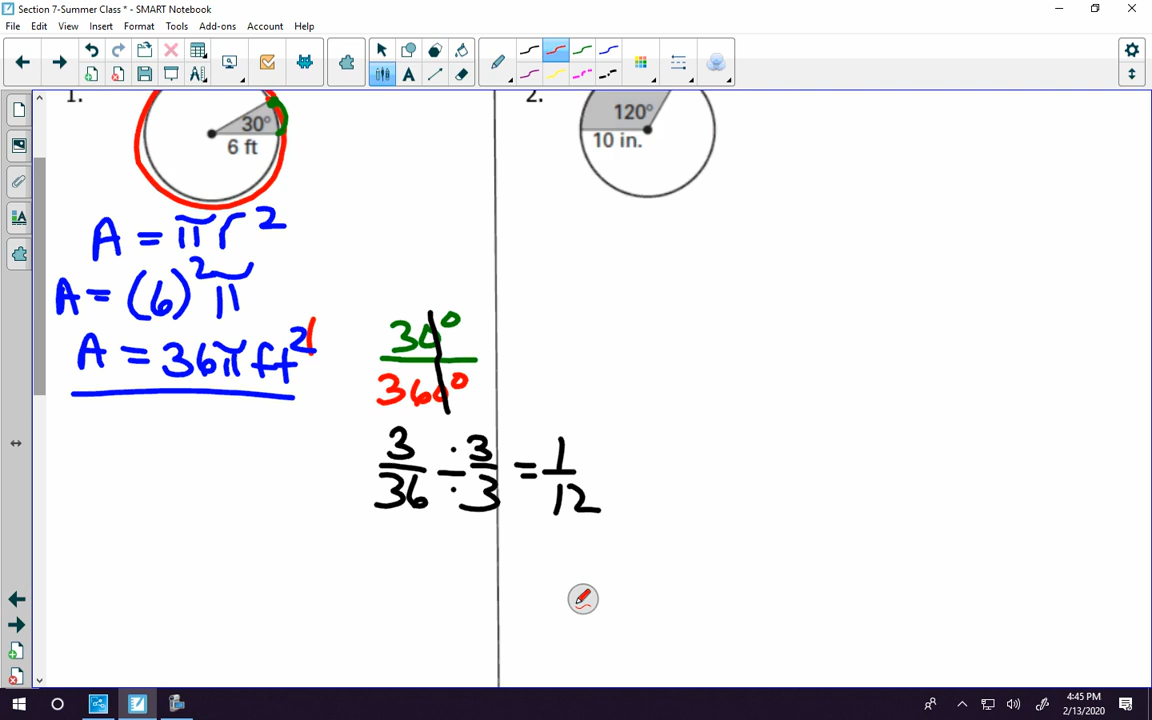 Section 7-Summer Class * - SMART Notebook
File Edit View Insert Format Tools Add-ons Account Help
1.
2.
30°
6 ft
120°
10 in.
A = πr²
A = (6)²π
A = 36πft²(
30°
360°
3/36 ÷ 3/3 = 1/12
4:45 PM
2/13/2020